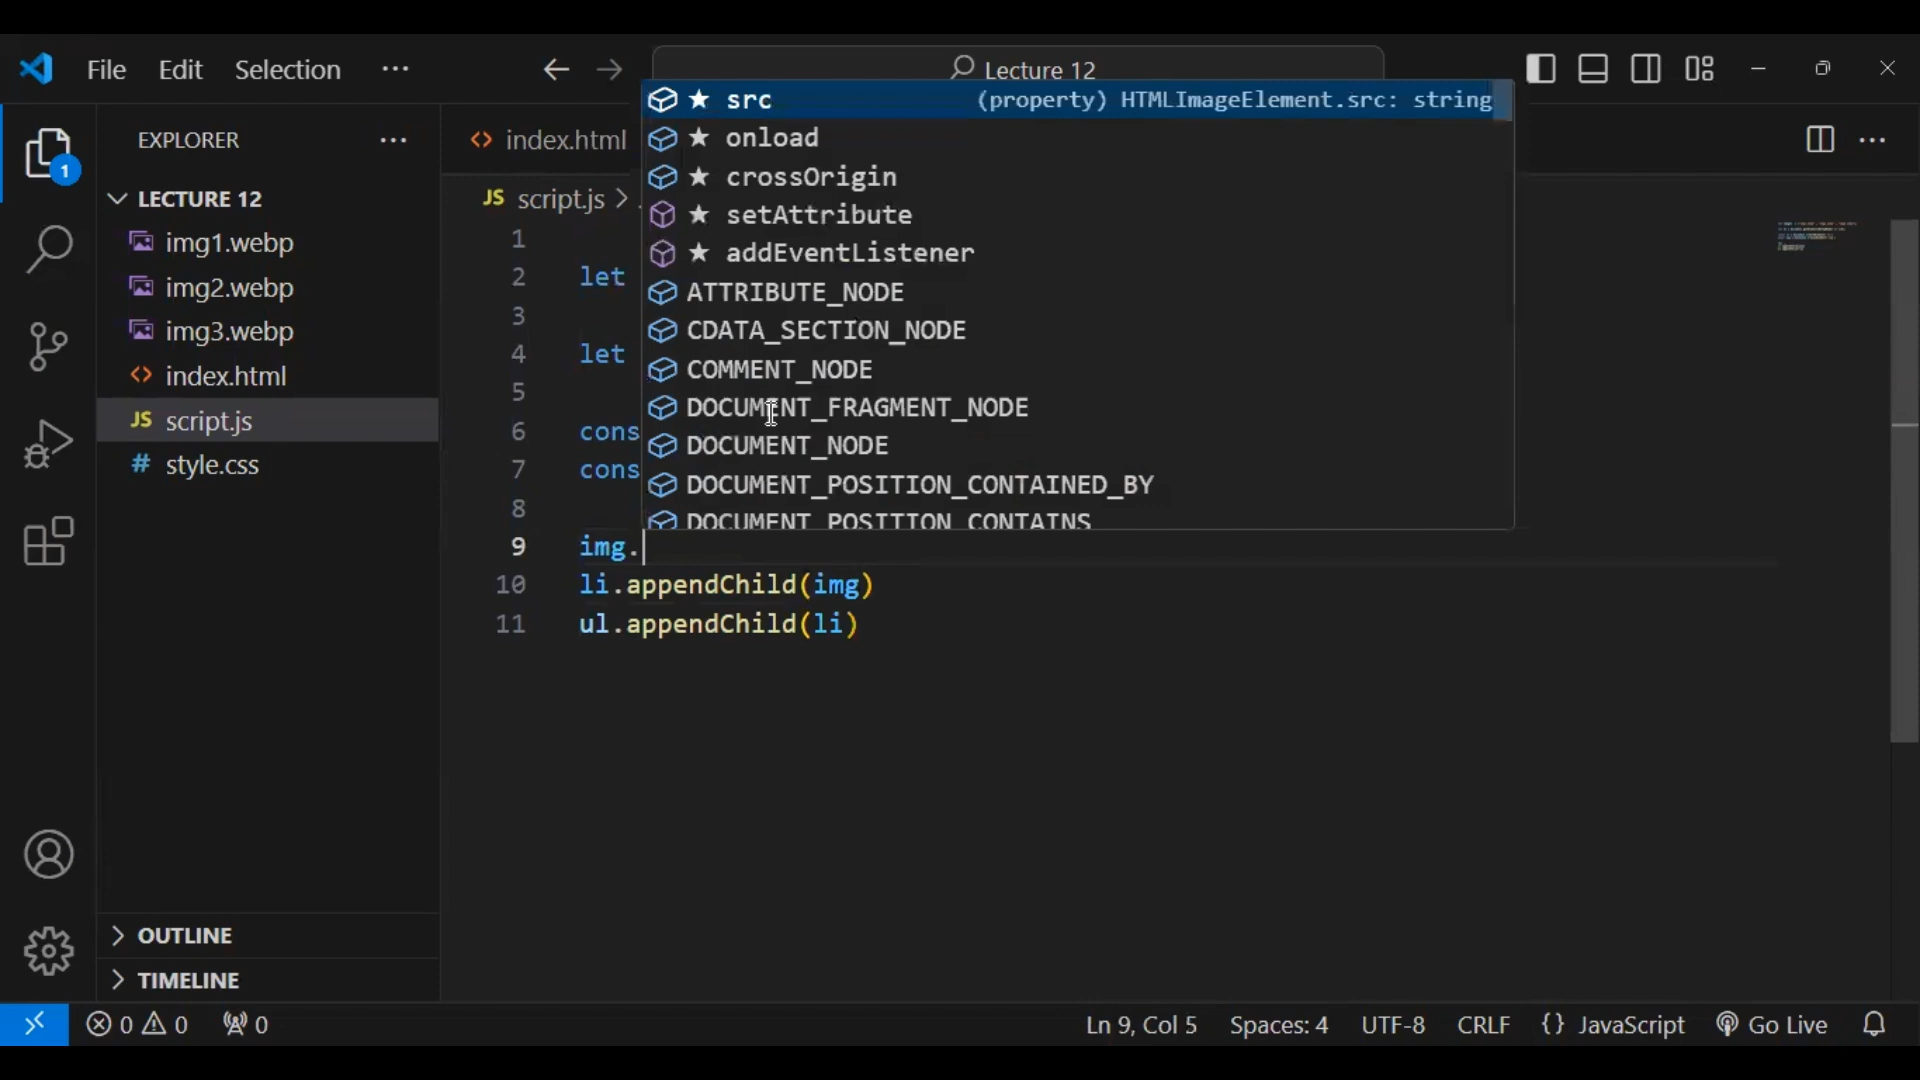 File Edit Selection ···
Lecture 12
EXPLORER ···
LECTURE 12
img1.webp
img2.webp
img3.webp
<> index.html
JS script.js
# style.css
OUTLINE
TIMELINE
1
<> index.html
JS script.js > .
★ src (property) HTMLImageElement.src: string
★ onload
★ crossOrigin
★ setAttribute
★ addEventListener
ATTRIBUTE_NODE
CDATA_SECTION_NODE
COMMENT_NODE
DOCUMENT_FRAGMENT_NODE
DOCUMENT_NODE
DOCUMENT_POSITION_CONTAINED_BY
DOCUMENT_POSITION_CONTAINS
1
2 let
3
4 let
5
6 cons
7 cons
8
9 img.
10 li.appendChild(img)
11 ul.appendChild(li)
0 0 0 Ln 9, Col 5 Spaces: 4 UTF-8 CRLF {} JavaScript Go Live